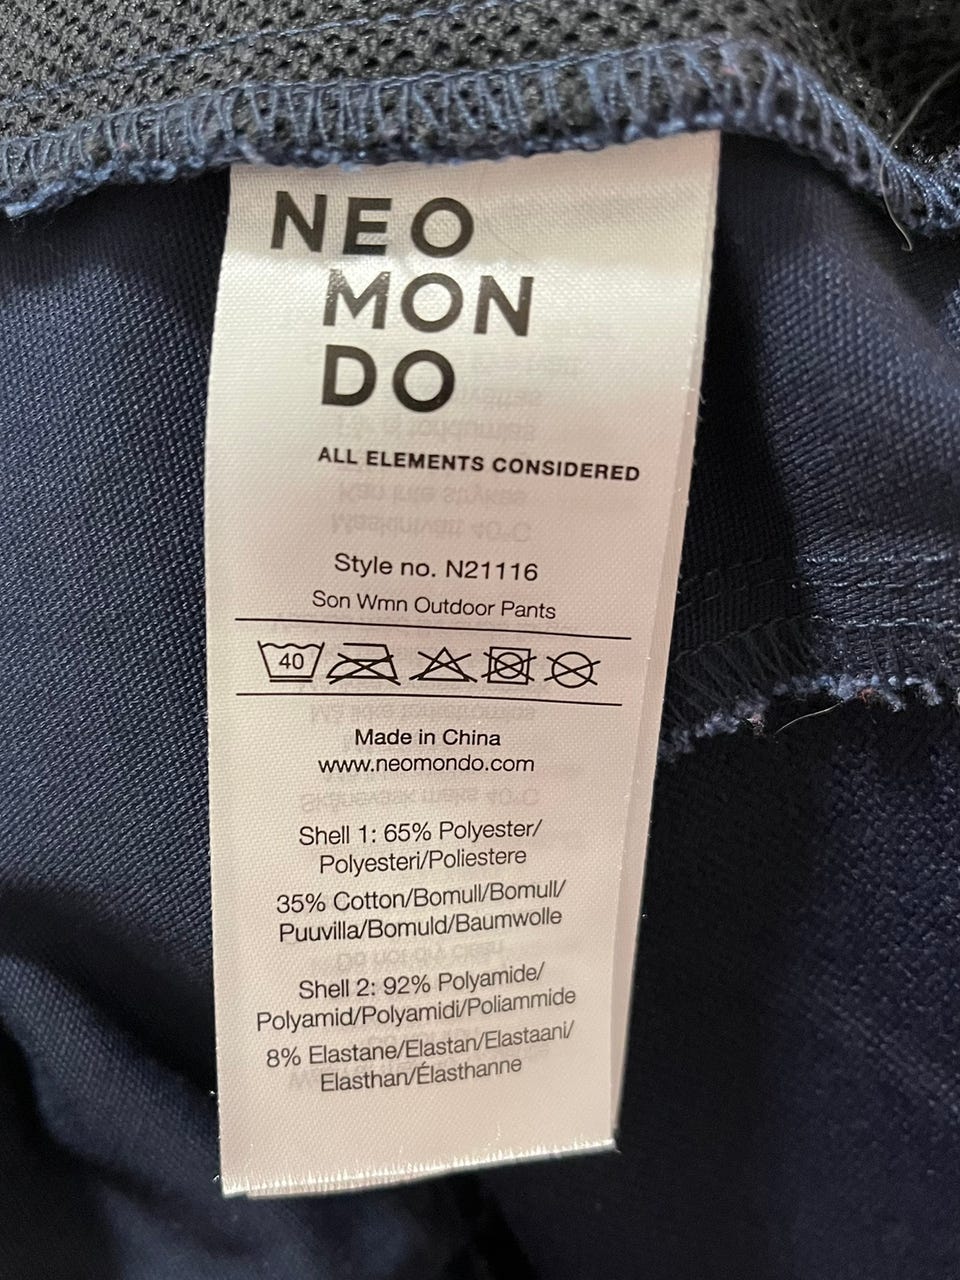 NEO
MON
DO
ALL ELEMENTS CONSIDERED
Style no. N21116
Son Wmn Outdoor Pants
40
Made in China
www.neomondo.com
Shell 1: 65% Polyester/
Polyesteri/Poliestere
35% Cotton/Bomull/Bomull/
Puuvilla/Bomuld/Baumwolle
Shell 2: 92% Polyamide/
Polyamid/Polyamidi/Poliammide
8% Elastane/Elastan/Elastaani/
Elasthan/Élasthanne